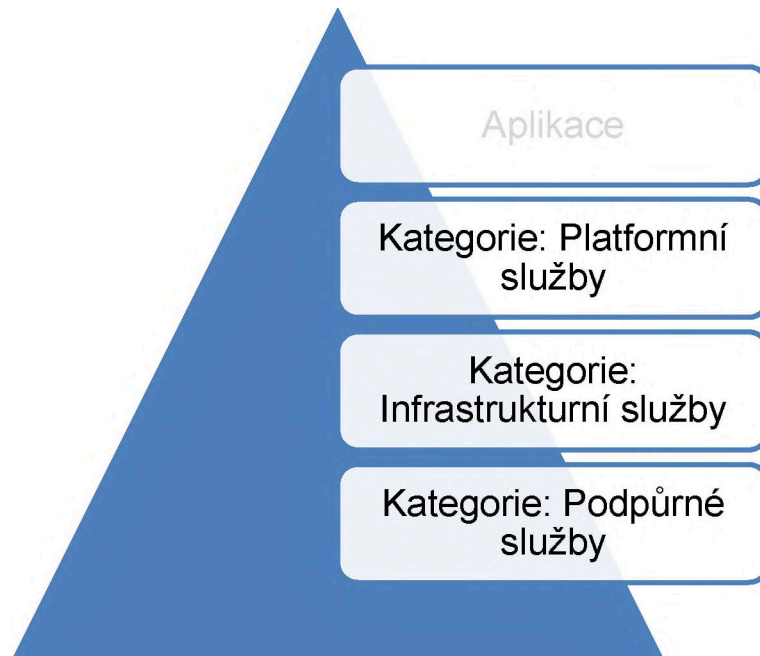 Aplikace
Kategorie: Platformní
služby
Kategorie:
Infrastrukturní služby
Kategorie: Podpůrné
služby